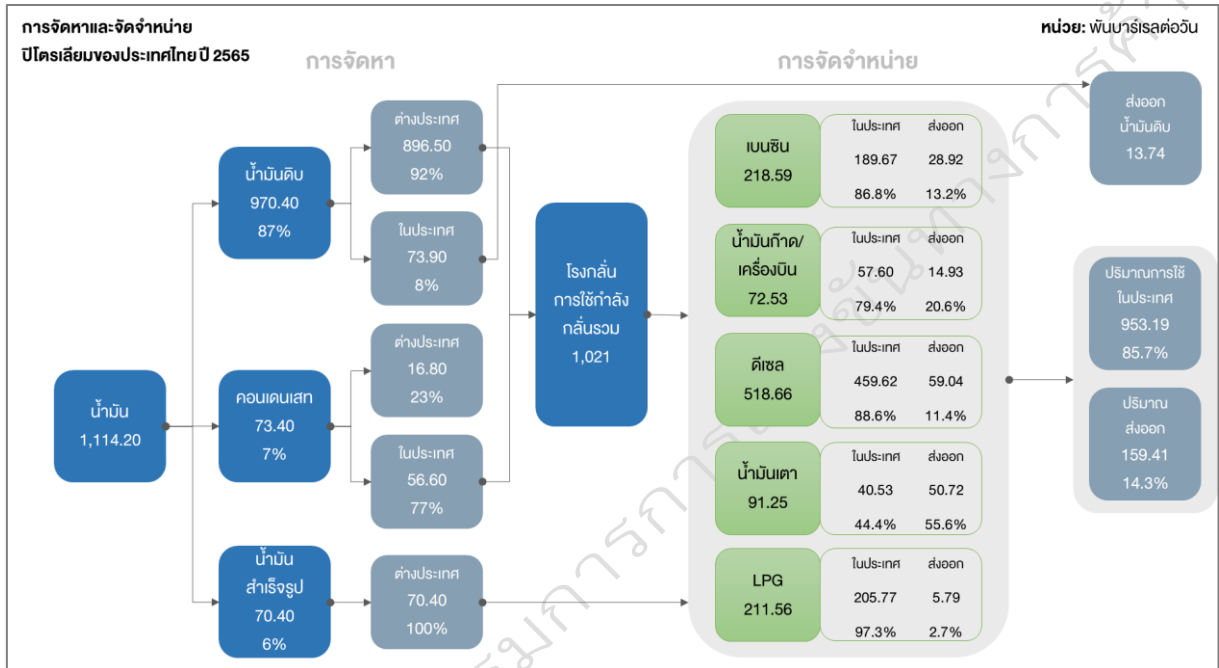 การจัดหาและจัดจำหน่าย
ปิโตรเลียมของประเทศไทย ปี 2565
หน่วย: พันบาร์เรลต่อวัน
การจัดหา
การจัดจำหน่าย
น้ำมัน
1,114.20
น้ำมันดิบ
970.40
87%
ต่างประเทศ
896.50
92%
ในประเทศ
73.90
8%
คอนเดนเสท
73.40
7%
ต่างประเทศ
16.80
23%
ในประเทศ
56.60
77%
น้ำมัน
สำเร็จรูป
70.40
6%
ต่างประเทศ
70.40
100%
โรงกลั่น
การใช้กำลัง
กลั่นรวม
1,021
เบนซิน
218.59
ในประเทศ ส่งออก
189.67 28.92
86.8% 13.2%
น้ำมันก๊าด/
เครื่องบิน
72.53
ในประเทศ ส่งออก
57.60 14.93
79.4% 20.6%
ดีเซล
518.66
ในประเทศ ส่งออก
459.62 59.04
88.6% 11.4%
น้ำมันเตา
91.25
ในประเทศ ส่งออก
40.53 50.72
44.4% 55.6%
LPG
211.56
ในประเทศ ส่งออก
205.77 5.79
97.3% 2.7%
ส่งออก
น้ำมันดิบ
13.74
ปริมาณการใช้
ในประเทศ
953.19
85.7%
ปริมาณ
ส่งออก
159.41
14.3%